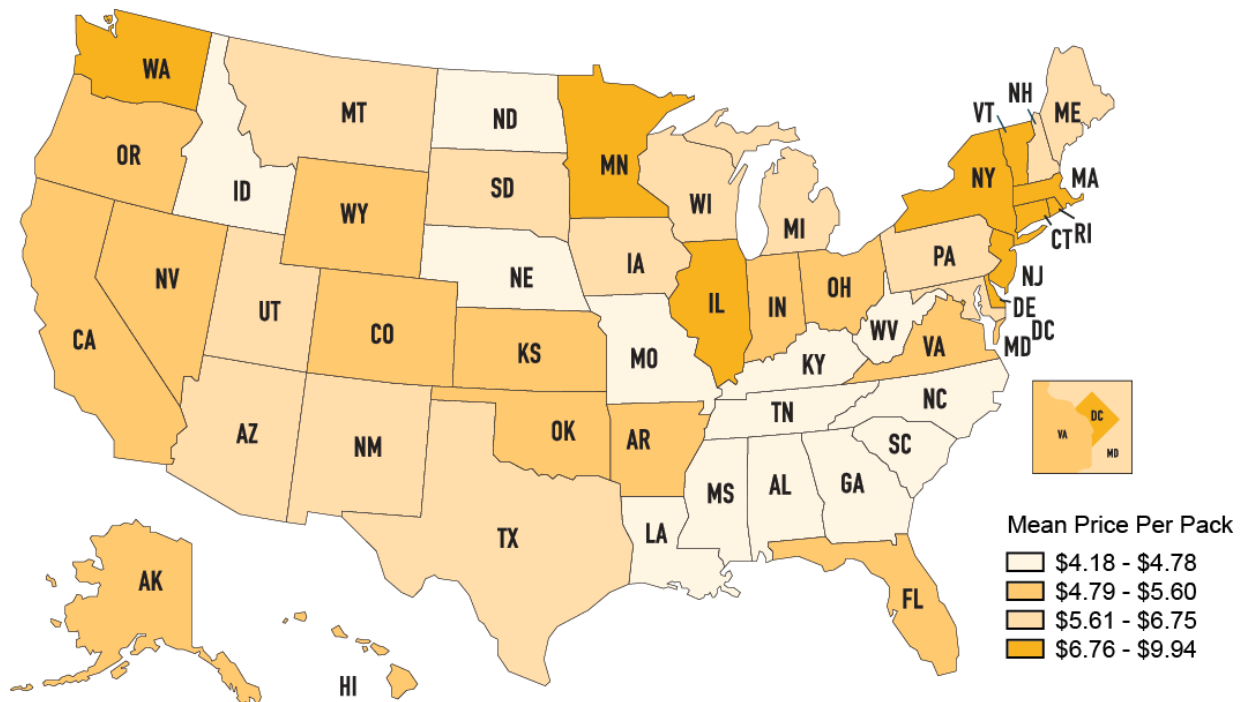 WA
MT
ND
MN
VT
NH
ME
OR
ID
WY
SD
WI
MI
NY
MA
CT
RI
NV
UT
CO
NE
IA
IL
IN
OH
PA
NJ
DE
DC
MD
CA
KS
MO
KY
WV
VA
AZ
NM
OK
AR
TN
NC
SC
TX
LA
MS
AL
GA
FL
AK
HI
VA
DC
MD
Mean Price Per Pack
$4.18 - $4.78
$4.79 - $5.60
$5.61 - $6.75
$6.76 - $9.94